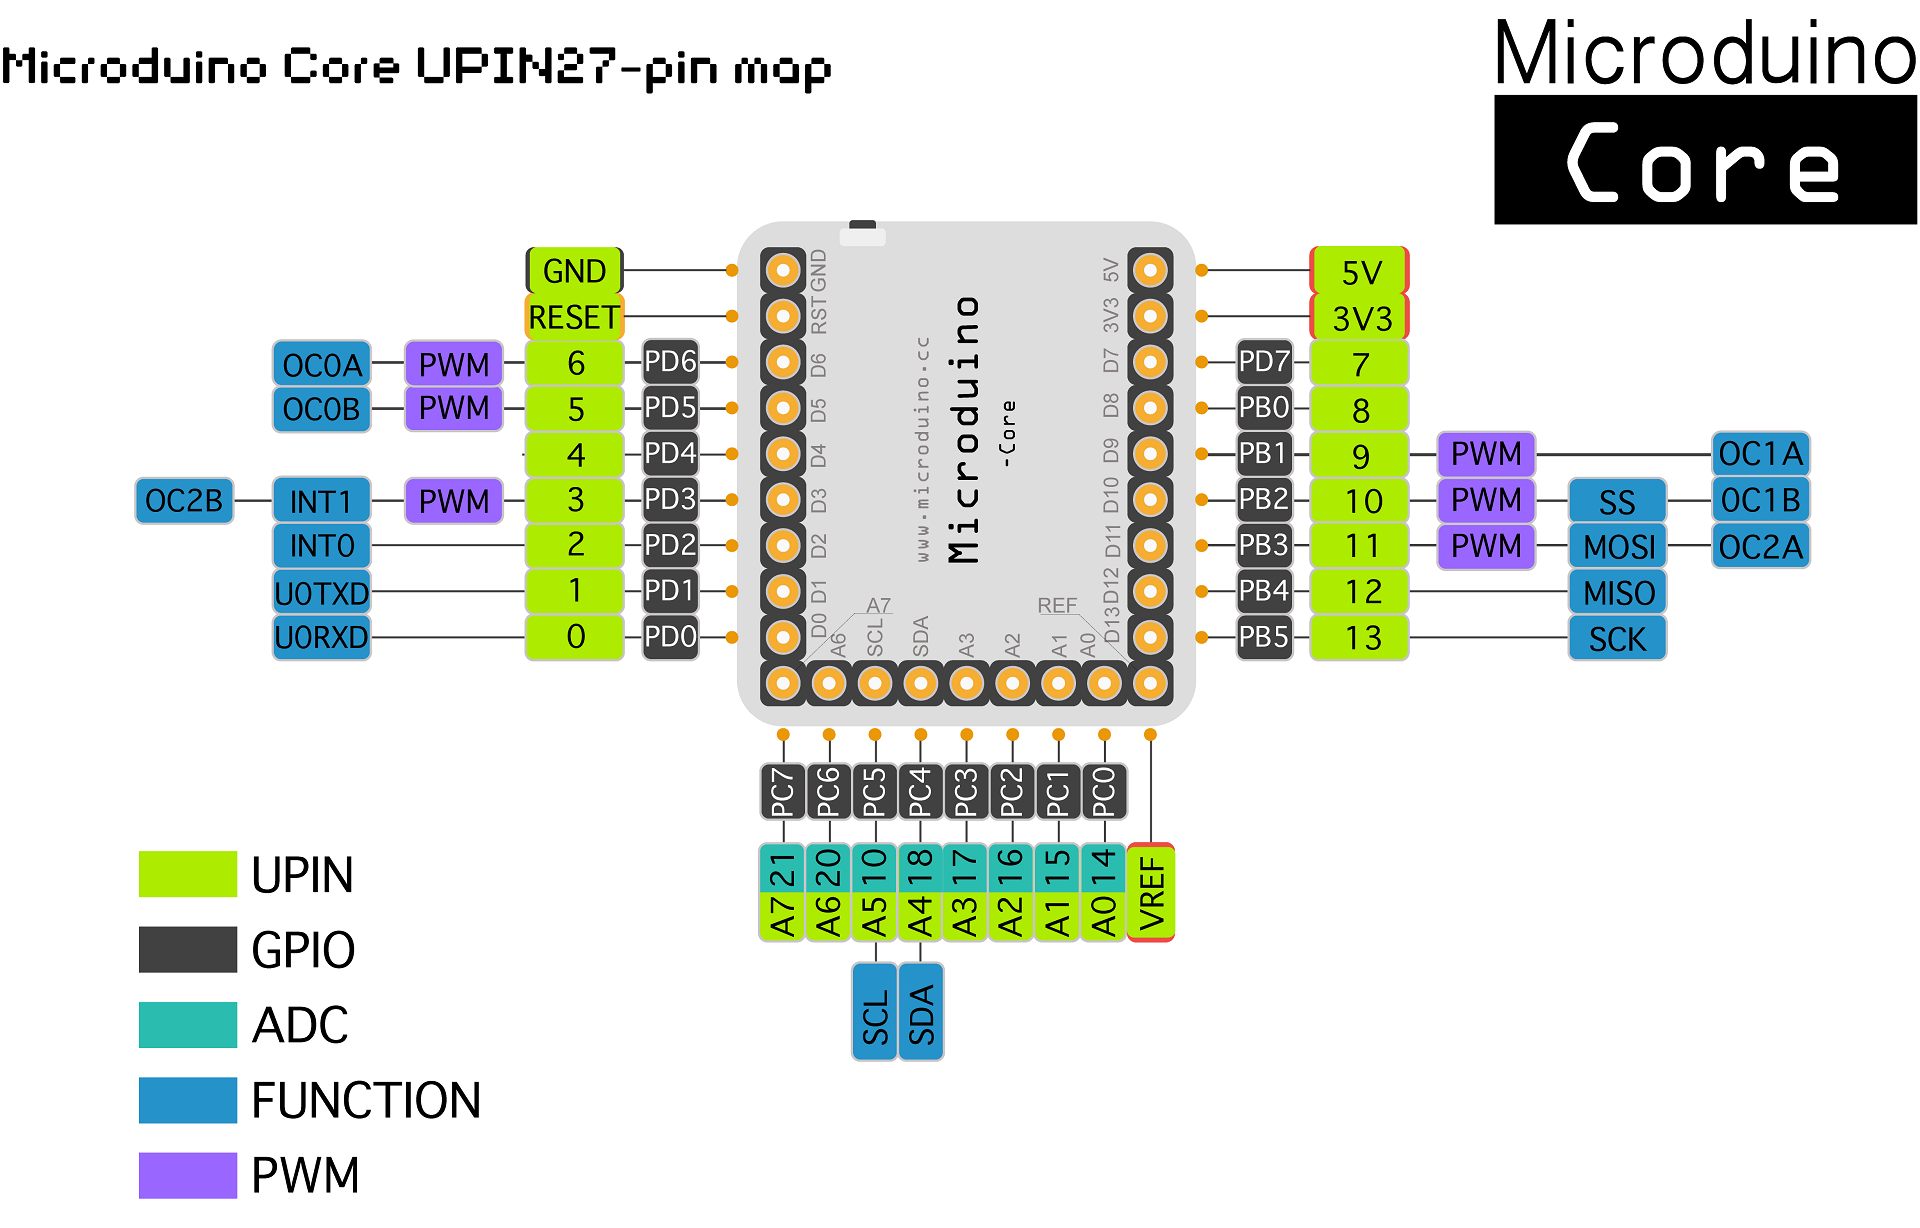 Microduino Core UPIN27-pin map
Microduino
Core
GND
RESET
OC0A PWM 6 PD6
OC0B PWM 5 PD5
4 PD4
OC2B INT1 PWM 3 PD3
INT0 2 PD2
U0TXD 1 PD1
U0RXD 0 PD0
GND
RST
D6
D5
D4
D3
D2
D1
D0
A7
A6
SCL
SDA
A3
A2
A1
A0
REF
www.microduino.cc
Microduino
-Core
5V
3V3
D7
D8
D9
D10
D11
D12
D13
5V
3V3
PD7 7
PB0 8
PB1 9 PWM OC1A
PB2 10 PWM SS OC1B
PB3 11 PWM MOSI OC2A
PB4 12 MISO
PB5 13 SCK
PC7 PC6 PC5 PC4 PC3 PC2 PC1 PC0
21 20 10 18 17 16 15 14
A7 A6 A5 A4 A3 A2 A1 A0 VREF
SCL SDA
UPIN
GPIO
ADC
FUNCTION
PWM